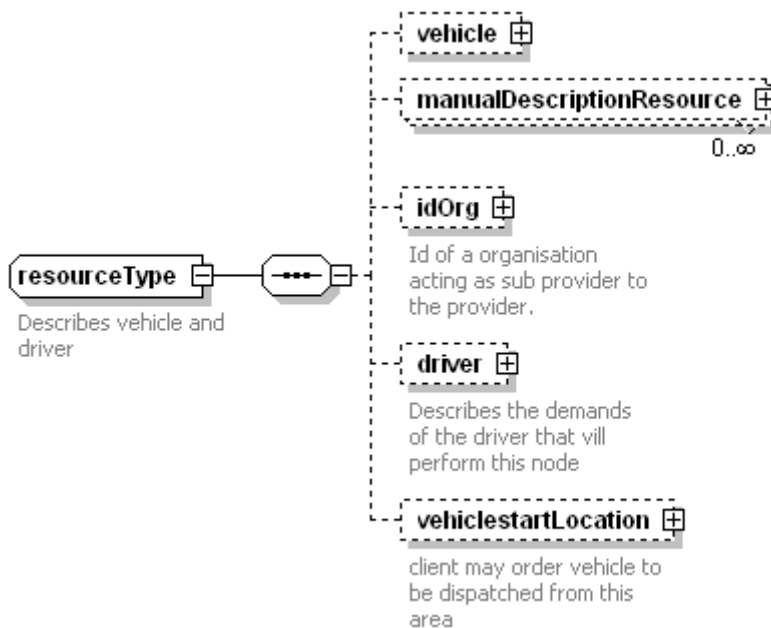 vehicle
manualDescriptionResource
0..∞
idOrg
Id of a organisation
acting as sub provider to
the provider.
resourceType
Describes vehicle and
driver
driver
Describes the demands
of the driver that vill
perform this node
vehiclestartLocation
client may order vehicle to
be dispatched from this
area